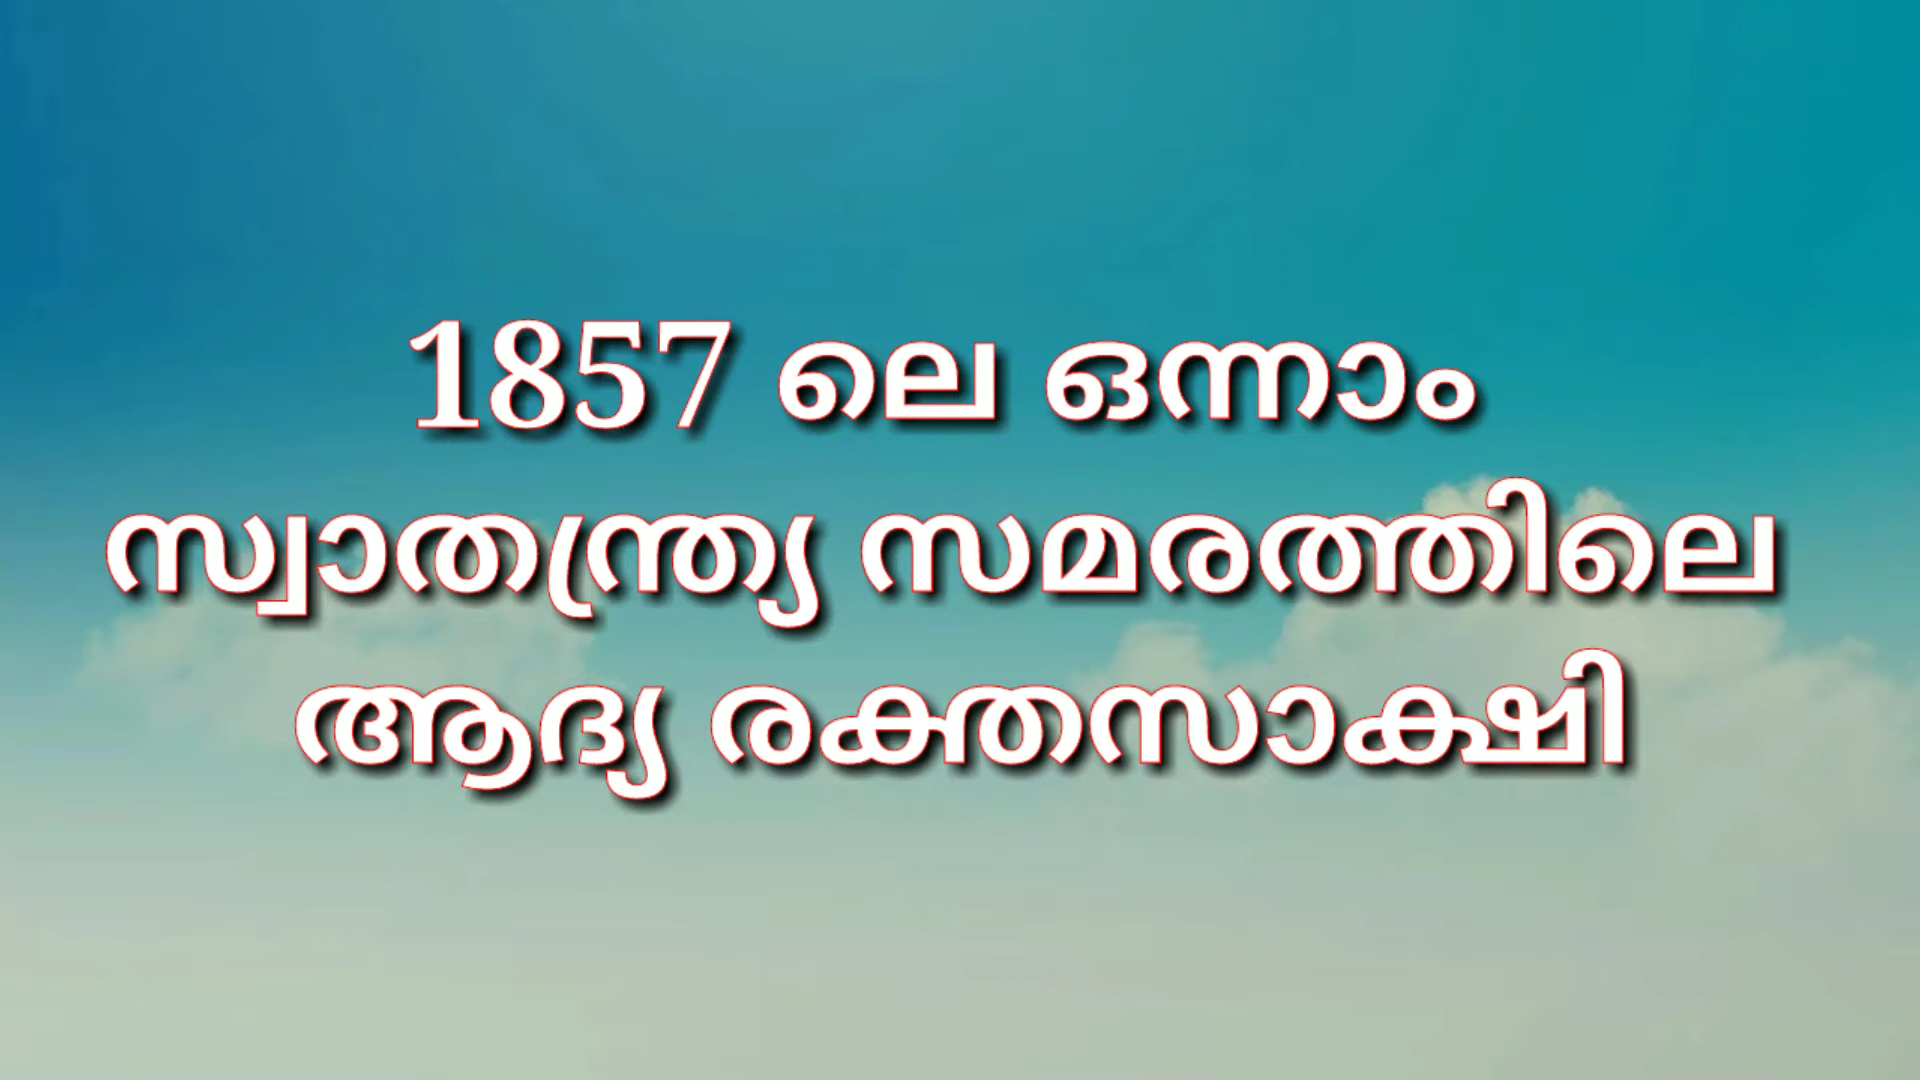 1857 ലെ ഒന്നാം
സ്വാതന്ത്ര്യ സമരത്തിലെ
ആദ്യ രക്തസാക്ഷി